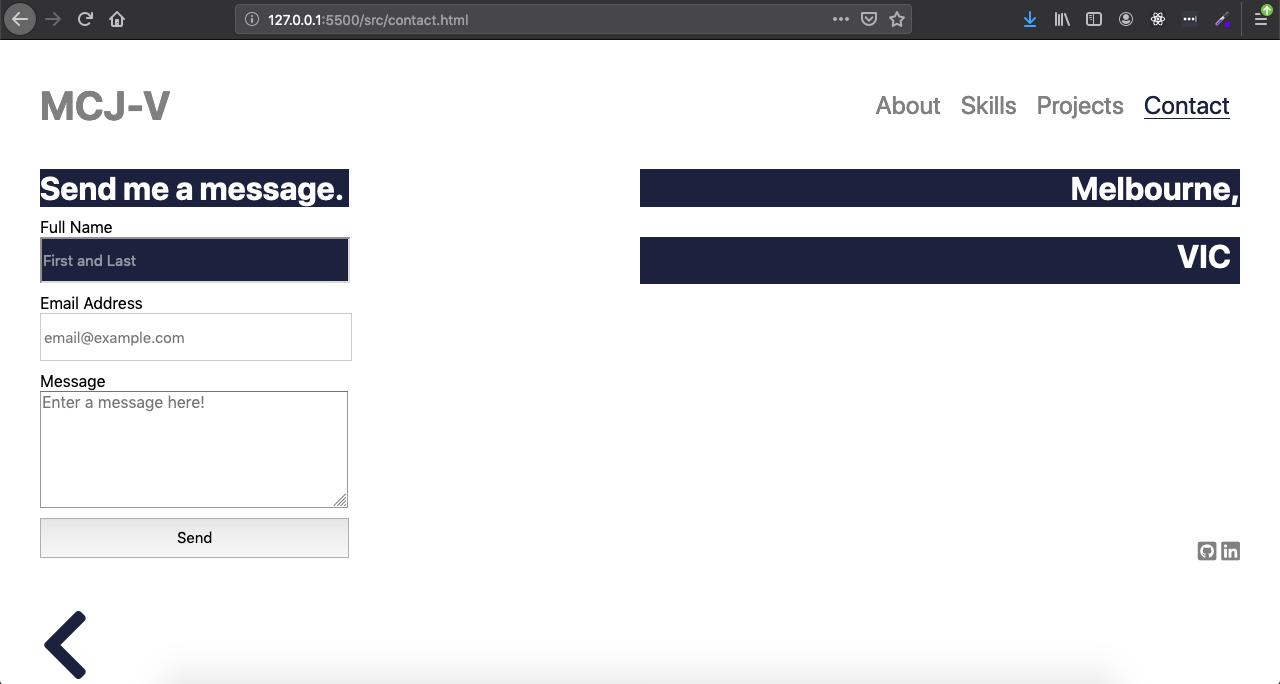 127.0.0.1:5500/src/contact.html
MCJ-V
About Skills Projects Contact
Send me a message.
Melbourne,
Full Name
First and Last
VIC
Email Address
email@example.com
Message
Enter a message here!
Send
in